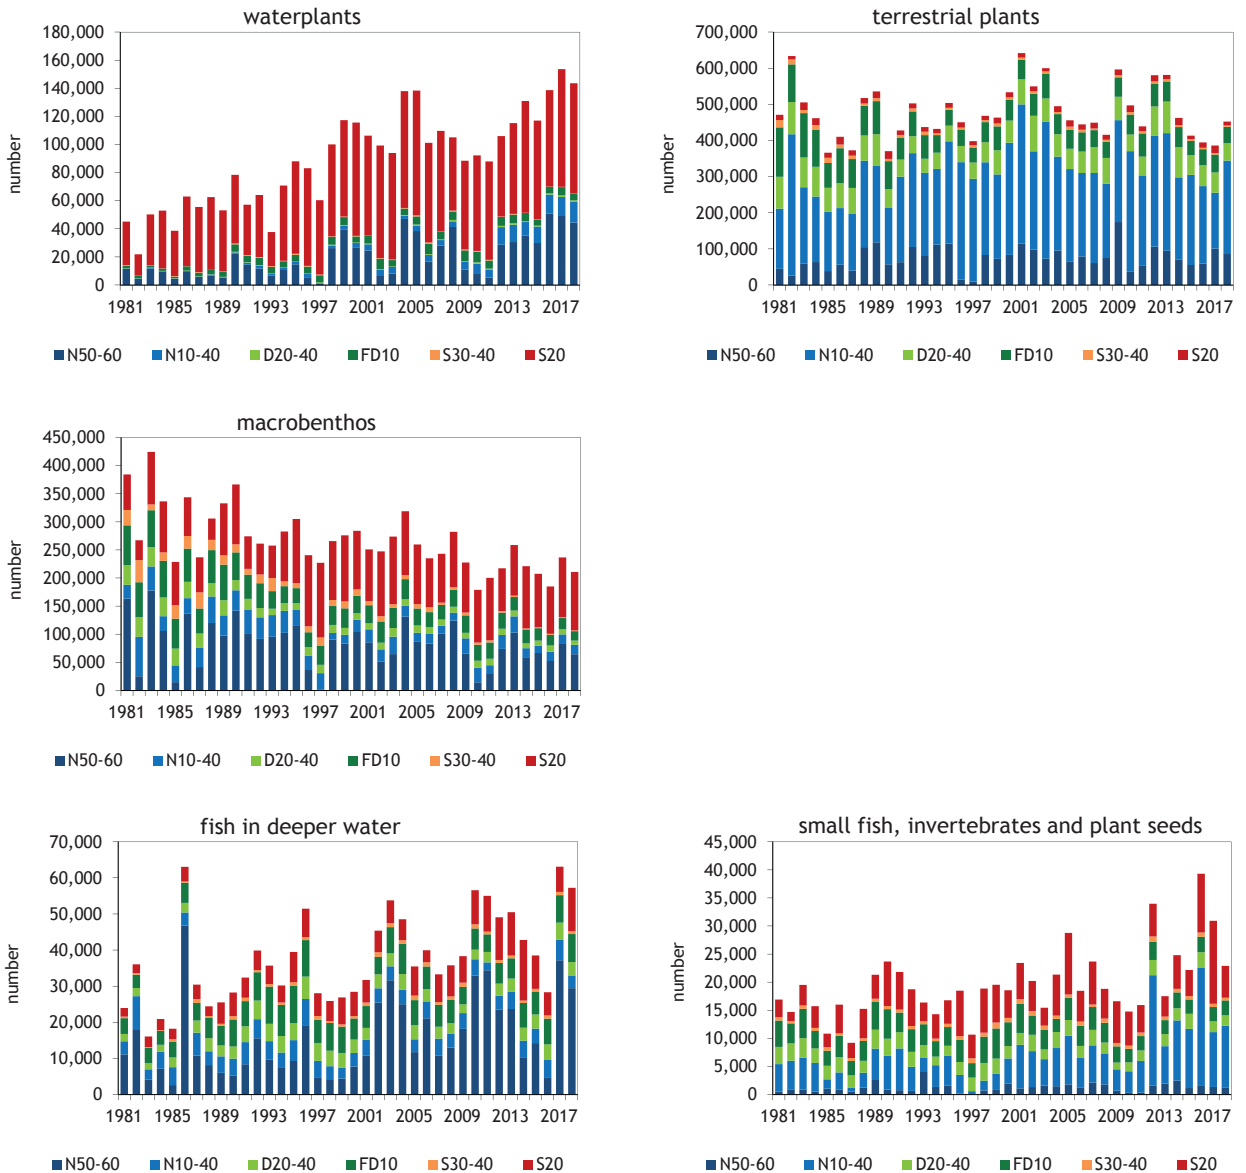 waterplants
180,000
160,000
140,000
120,000
100,000
80,000
60,000
40,000
20,000
0
number
1981 1985 1989 1993 1997 2001 2005 2009 2013 2017
N50-60 N10-40 D20-40 FD10 S30-40 S20
terrestrial plants
700,000
600,000
500,000
400,000
300,000
200,000
100,000
0
number
1981 1985 1989 1993 1997 2001 2005 2009 2013 2017
N50-60 N10-40 D20-40 FD10 S30-40 S20
macrobenthos
450,000
400,000
350,000
300,000
250,000
200,000
150,000
100,000
50,000
0
number
1981 1985 1989 1993 1997 2001 2005 2009 2013 2017
N50-60 N10-40 D20-40 FD10 S30-40 S20
fish in deeper water
70,000
60,000
50,000
40,000
30,000
20,000
10,000
0
number
1981 1985 1989 1993 1997 2001 2005 2009 2013 2017
N50-60 N10-40 D20-40 FD10 S30-40 S20
small fish, invertebrates and plant seeds
45,000
40,000
35,000
30,000
25,000
20,000
15,000
10,000
5,000
0
number
1981 1985 1989 1993 1997 2001 2005 2009 2013 2017
N50-60 N10-40 D20-40 FD10 S30-40 S20